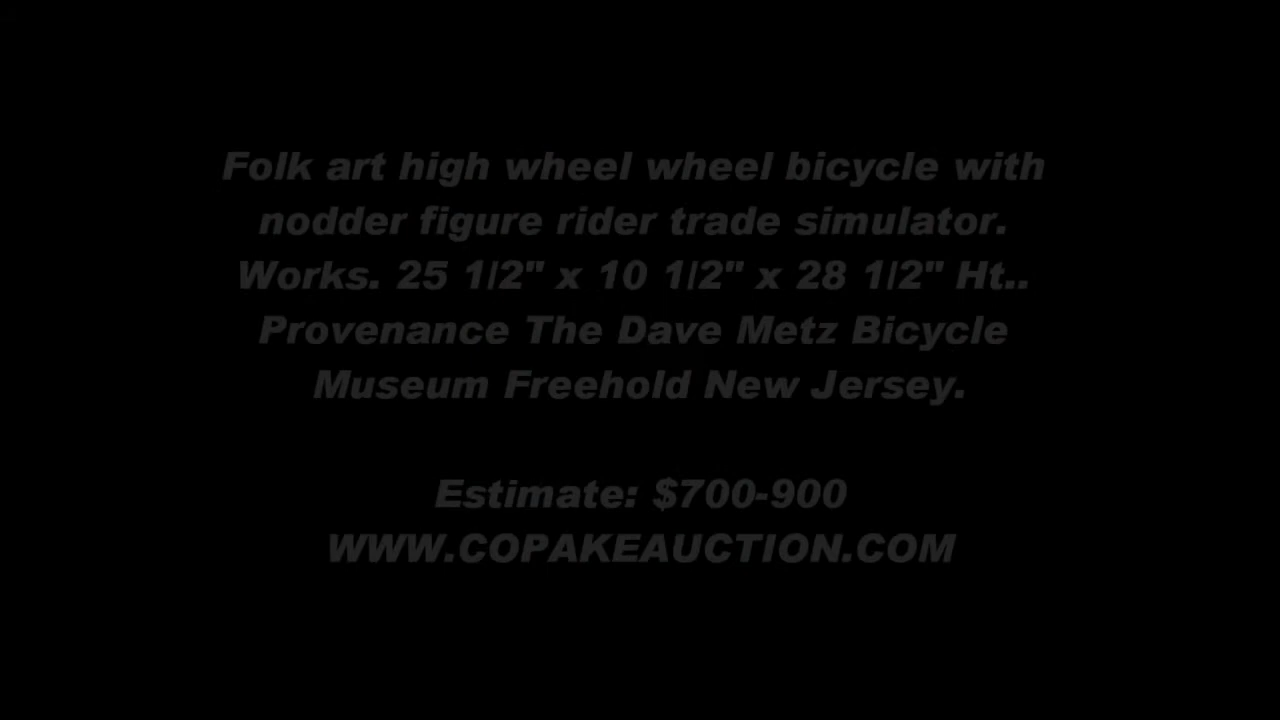 Folk art high wheel wheel bicycle with
nodder figure rider trade simulator.
Works. 25 1/2" x 10 1/2" x 28 1/2" Ht..
Provenance The Dave Metz Bicycle
Museum Freehold New Jersey.
Estimate: $700-900
WWW.COPAKEAUCTION.COM